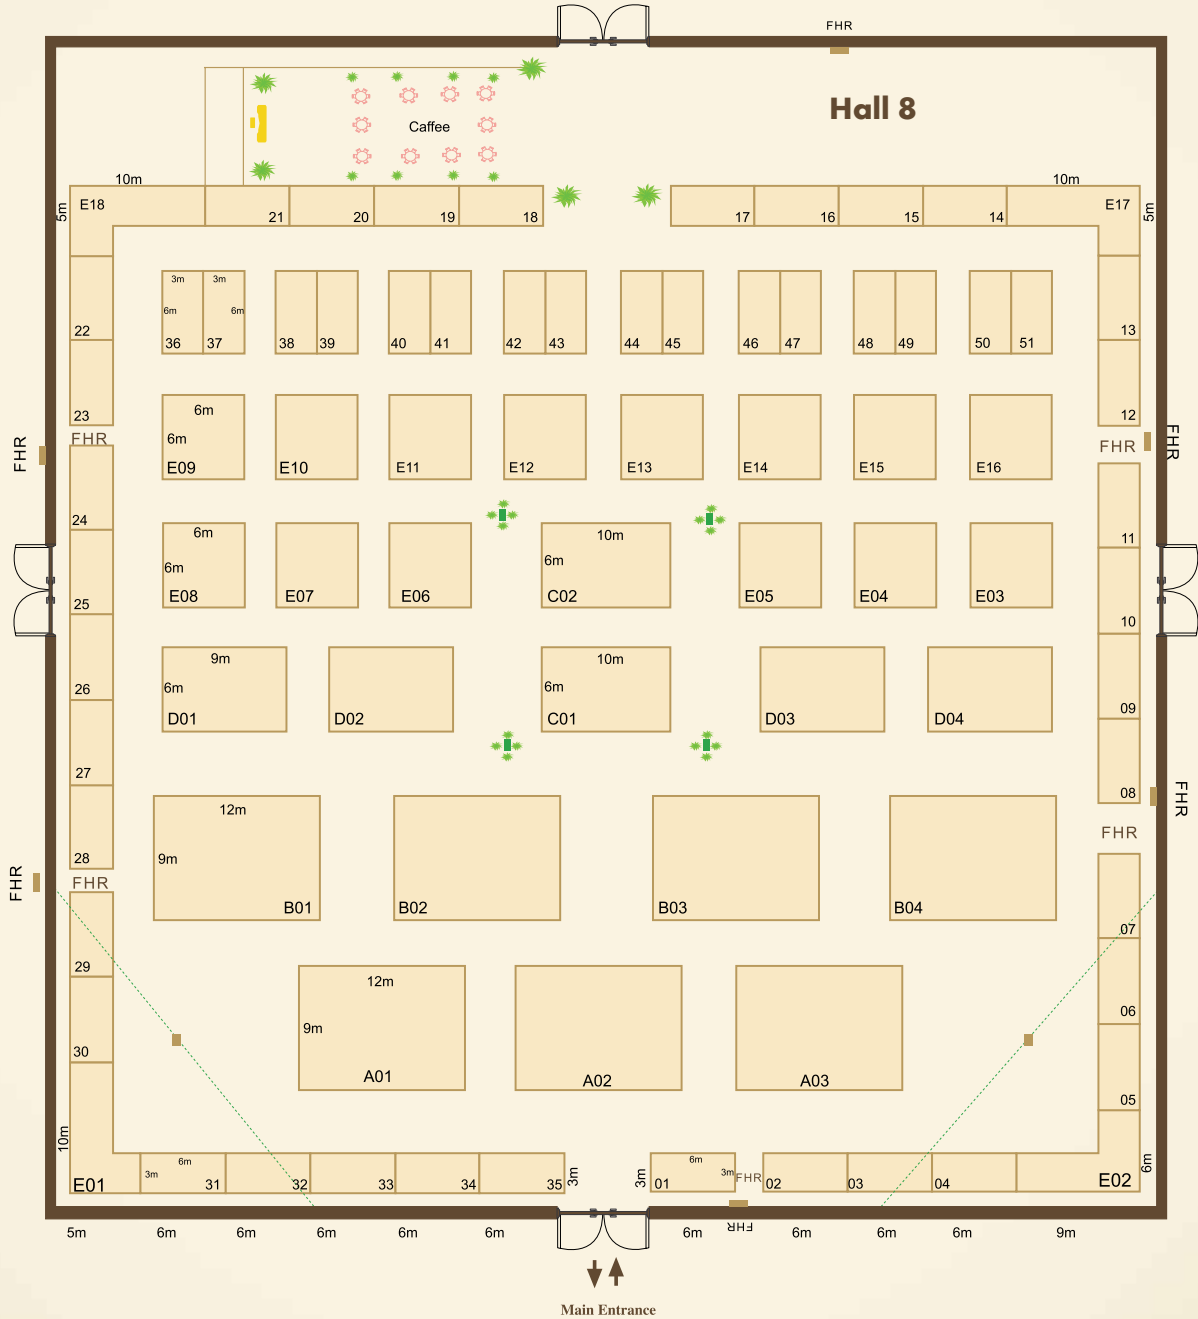 FHR
Hall 8
Caffee
10m
10m
5m
E18
21
20
19
18
17
16
15
14
E17
5m
3m
3m
6m
6m
22
36
37
38
39
40
41
42
43
44
45
46
47
48
49
50
51
13
23
6m
12
FHR
FHR
6m
FHR
FHR
E09
E10
E11
E12
E13
E14
E15
E16
24
6m
10m
11
6m
6m
25
E08
E07
E06
C02
E05
E04
E03
10
9m
10m
26
6m
6m
09
D01
D02
C01
D03
D04
27
08
FHR
12m
FHR
28
9m
FHR
FHR
B01
B02
B03
B04
07
29
12m
06
9m
30
A01
A02
A03
05
10m
6m
3m
6m
3m
3m
6m
3m
FHR
6m
E01
31
32
33
34
35
01
02
03
04
E02
FHR
5m
6m
6m
6m
6m
6m
6m
6m
6m
6m
9m
Main Entrance